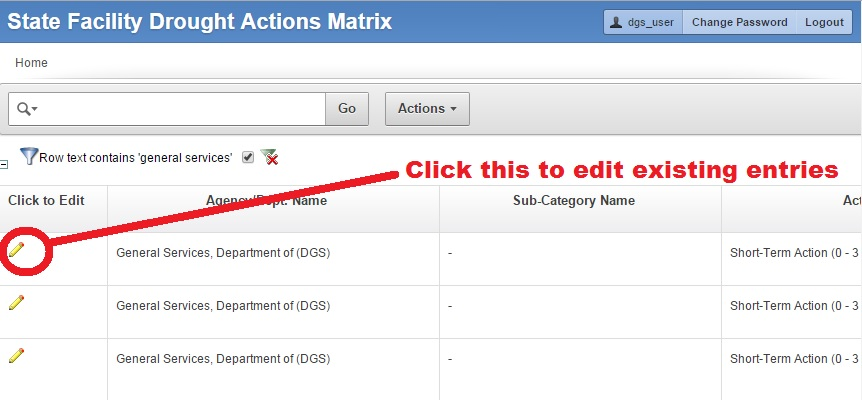 State Facility Drought Actions Matrix
dgs_user Change Password Logout
Home
Go Actions
Row text contains 'general services'
Click this to edit existing entries
Click to Edit Agency/Dept. Name Sub-Category Name Act
General Services, Department of (DGS) - Short-Term Action (0 - 3
General Services, Department of (DGS) - Short-Term Action (0 - 3
General Services, Department of (DGS) - Short-Term Action (0 - 3